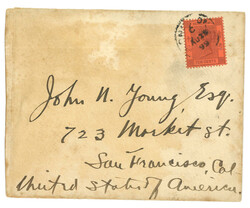 John N. Young, Esq.
723 Market St.
San Francisco, Cal
United States of America